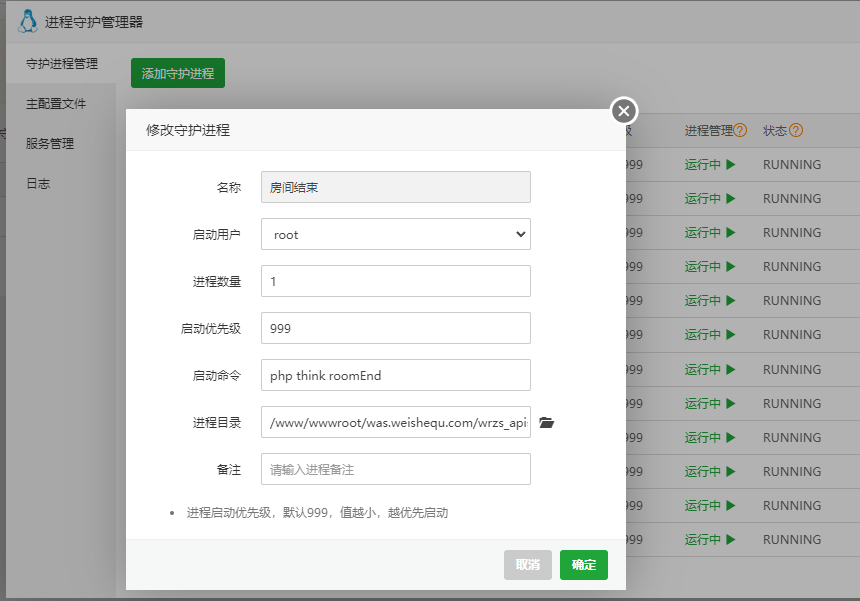 进程守护管理器
守护进程管理
主配置文件
服务管理
日志
添加守护进程
进程管理 状态
999 运行中 RUNNING
999 运行中 RUNNING
999 运行中 RUNNING
999 运行中 RUNNING
999 运行中 RUNNING
999 运行中 RUNNING
999 运行中 RUNNING
999 运行中 RUNNING
999 运行中 RUNNING
999 运行中 RUNNING
999 运行中 RUNNING
999 运行中 RUNNING
修改守护进程
名称 房间结束
启动用户 root
进程数量 1
启动优先级 999
启动命令 php think roomEnd
进程目录 /www/wwwroot/was.weishequ.com/wrzs_api
备注 请输入进程备注
• 进程启动优先级，默认999，值越小，越优先启动
取消 确定